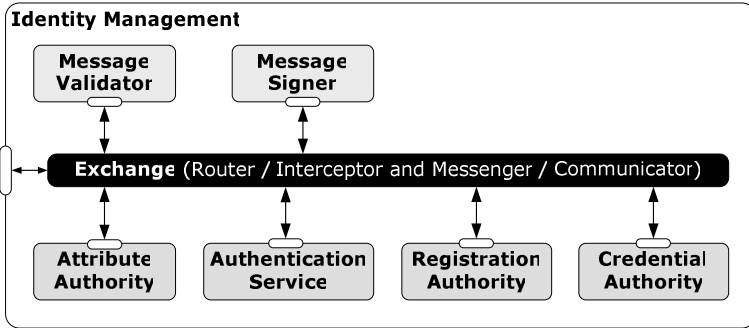 Identity Management
Message
Validator
Message
Signer
Exchange (Router / Interceptor and Messenger / Communicator)
Attribute
Authority
Authentication
Service
Registration
Authority
Credential
Authority